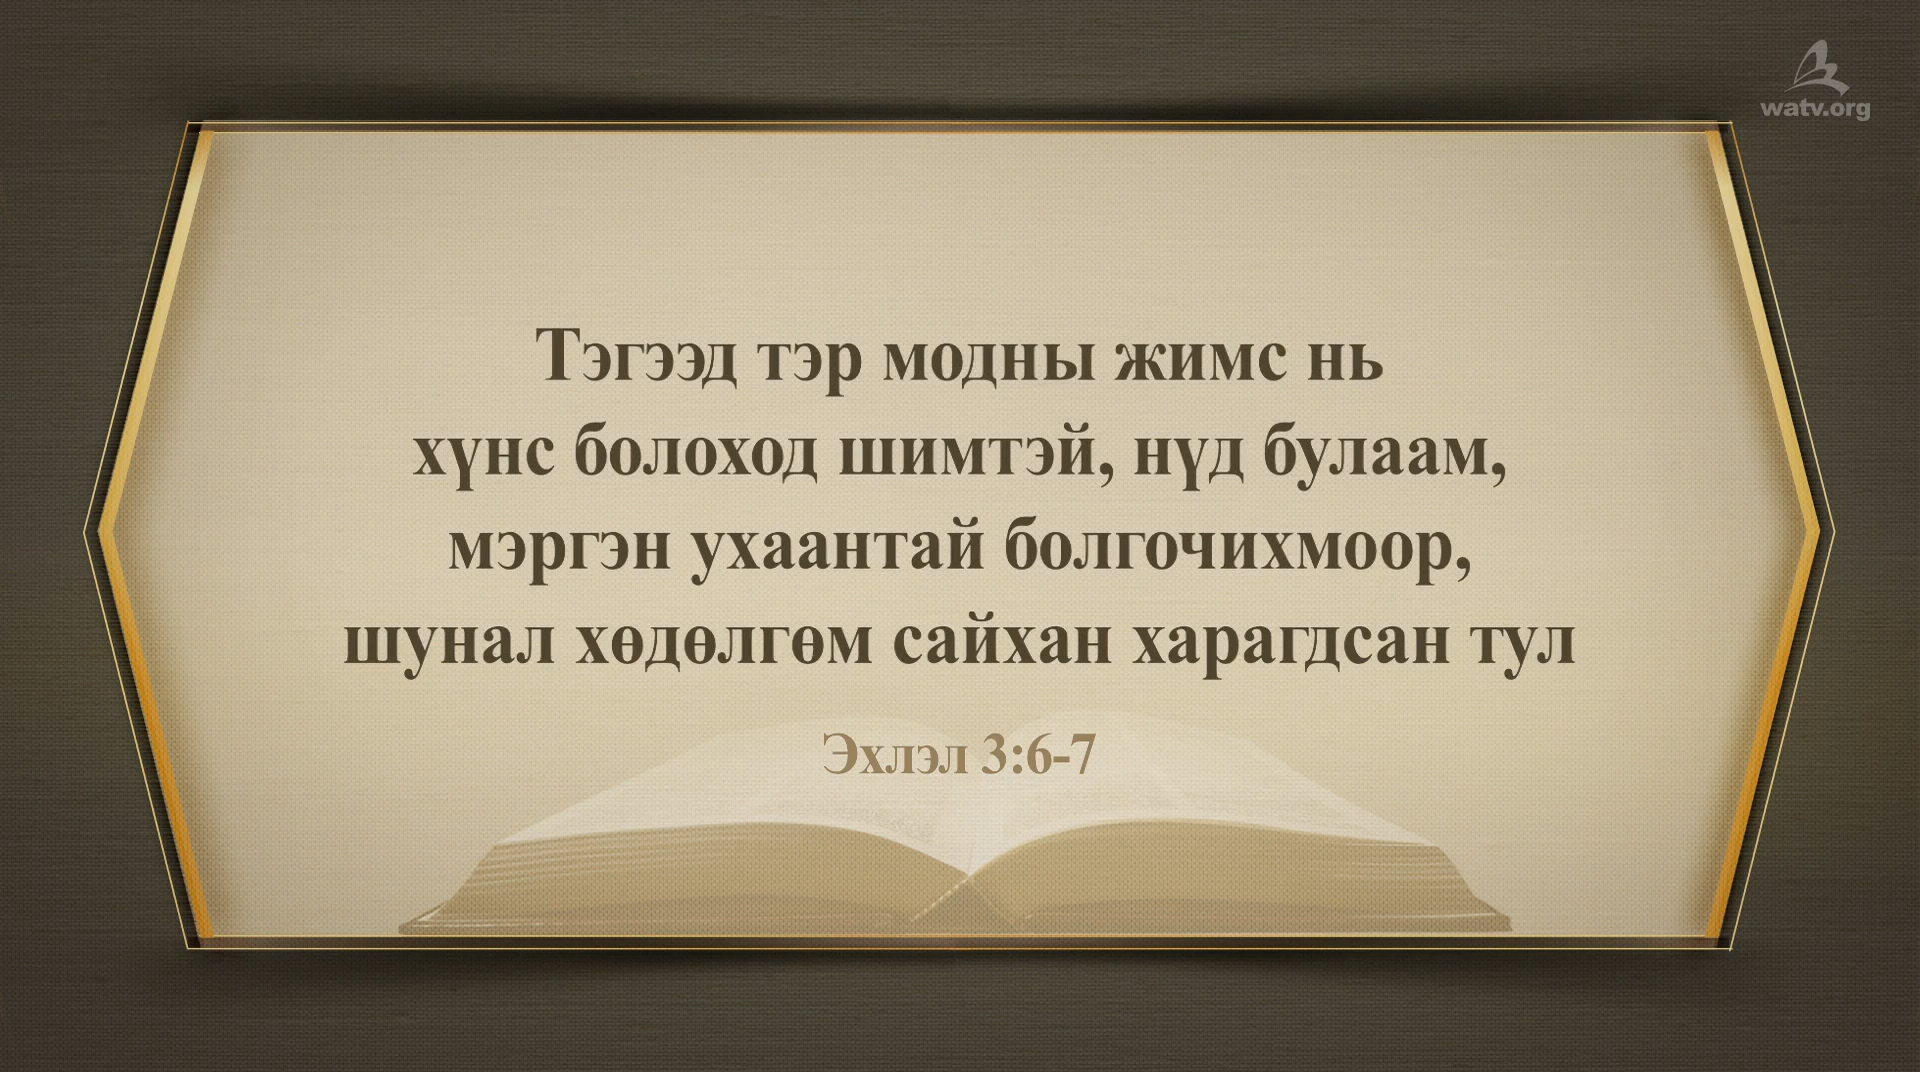 watv.org
Тэгээд тэр модны жимс нь
хүнс болоход шимтэй, нүд булаам,
мэргэн ухаантай болгочихмоор,
шунал хөдөлгөм сайхан харагдсан тул
Эхлэл 3:6-7